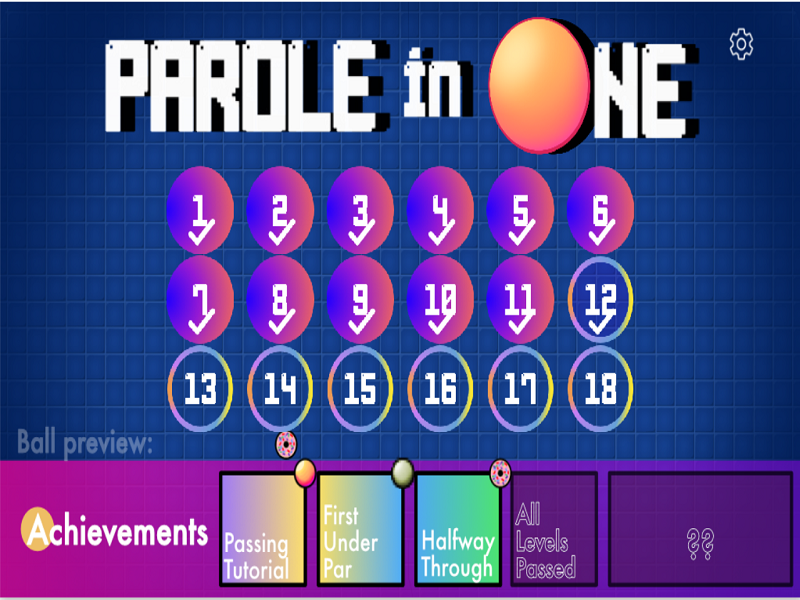 PAROLE in ONE
1 2 3 4 5 6
7 8 9 10 11 12
13 14 15 16 17 18
Ball preview:
Achievements
Passing
Tutorial
First
Under
Par
Halfway
Through
All
Levels
Passed
??